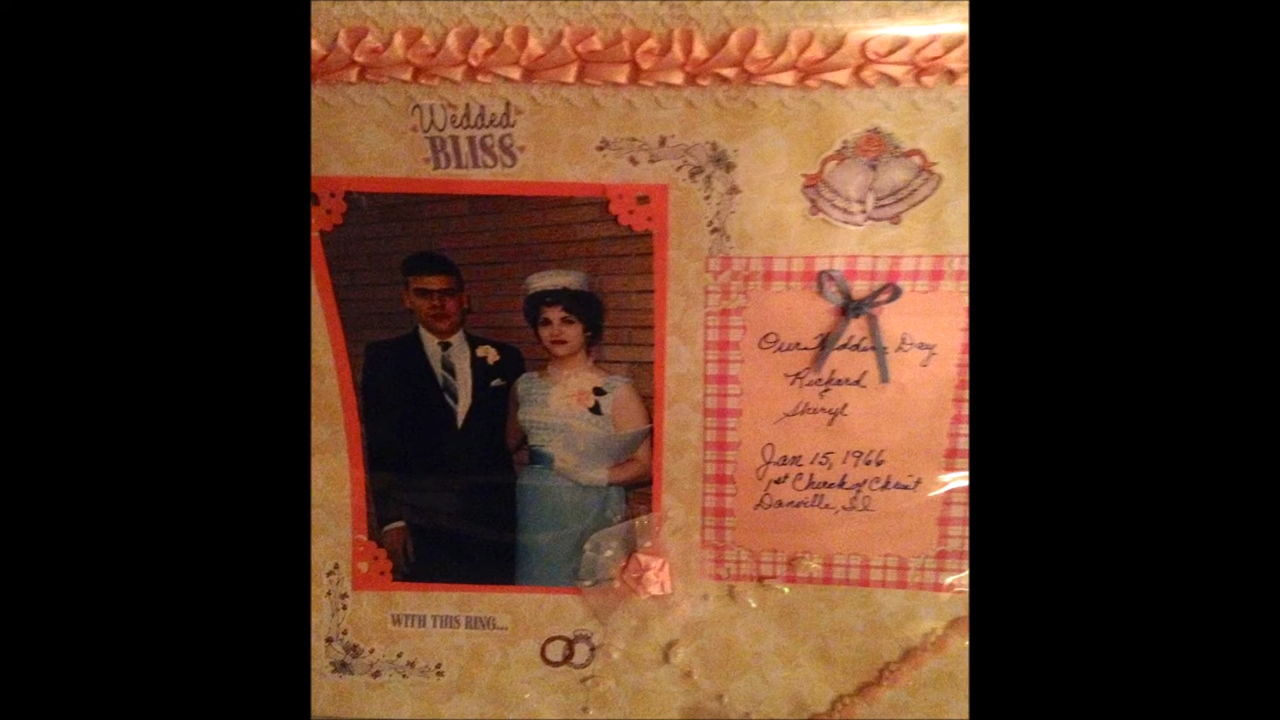 Wedded
BLISS
Our Wedding Day
Richard
&
Sheryl
Jan 15, 1966
1st Church of Christ
Danville, Il
WITH THIS RING...